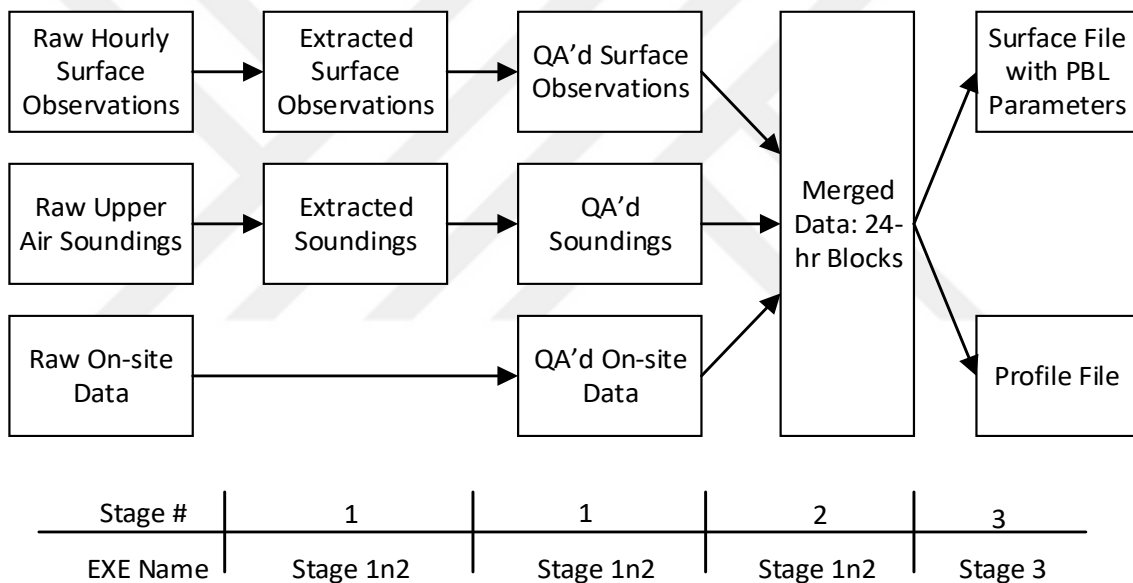 Raw Hourly
Surface
Observations
Extracted
Surface
Observations
QA’d Surface
Observations
Surface File
with PBL
Parameters
Raw Upper
Air Soundings
Extracted
Soundings
QA’d
Soundings
Merged
Data: 24-
hr Blocks
Raw On-site
Data
QA’d On-site
Data
Profile File
Stage # 1 1 2 3
EXE Name Stage 1n2 Stage 1n2 Stage 1n2 Stage 3